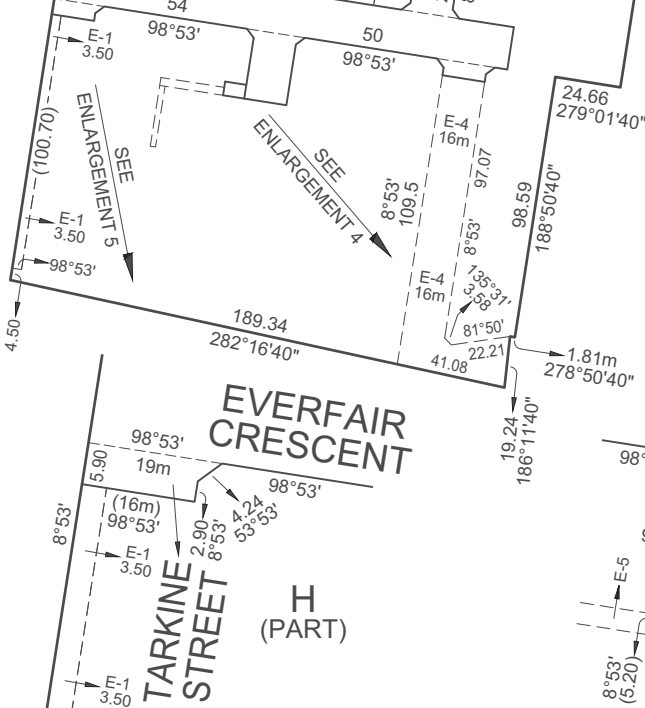 54
98°53'
50
98°53'
E-1
3.50
24.66
279°01'40"
(100.70)
SEE
ENLARGEMENT 5
SEE
ENLARGEMENT 4
E-4
16m
97.07
8°53'
109.5
8°53'
98.59
188°50'40"
E-1
3.50
98°53'
4.50
E-4
16m
135°31'
3.58
81°50'
22.21
41.08
189.34
282°16'40"
1.81m
278°50'40"
19.24
186°11'40"
EVERFAIR
CRESCENT
98°53'
19m
5.90
98°53'
(16m)
98°53'
4.24
53°53'
2.90
8°53'
8°53'
E-1
3.50
TARKINE
STREET
H
(PART)
E-1
3.50
98°
E-5
8°53'
(5.20)